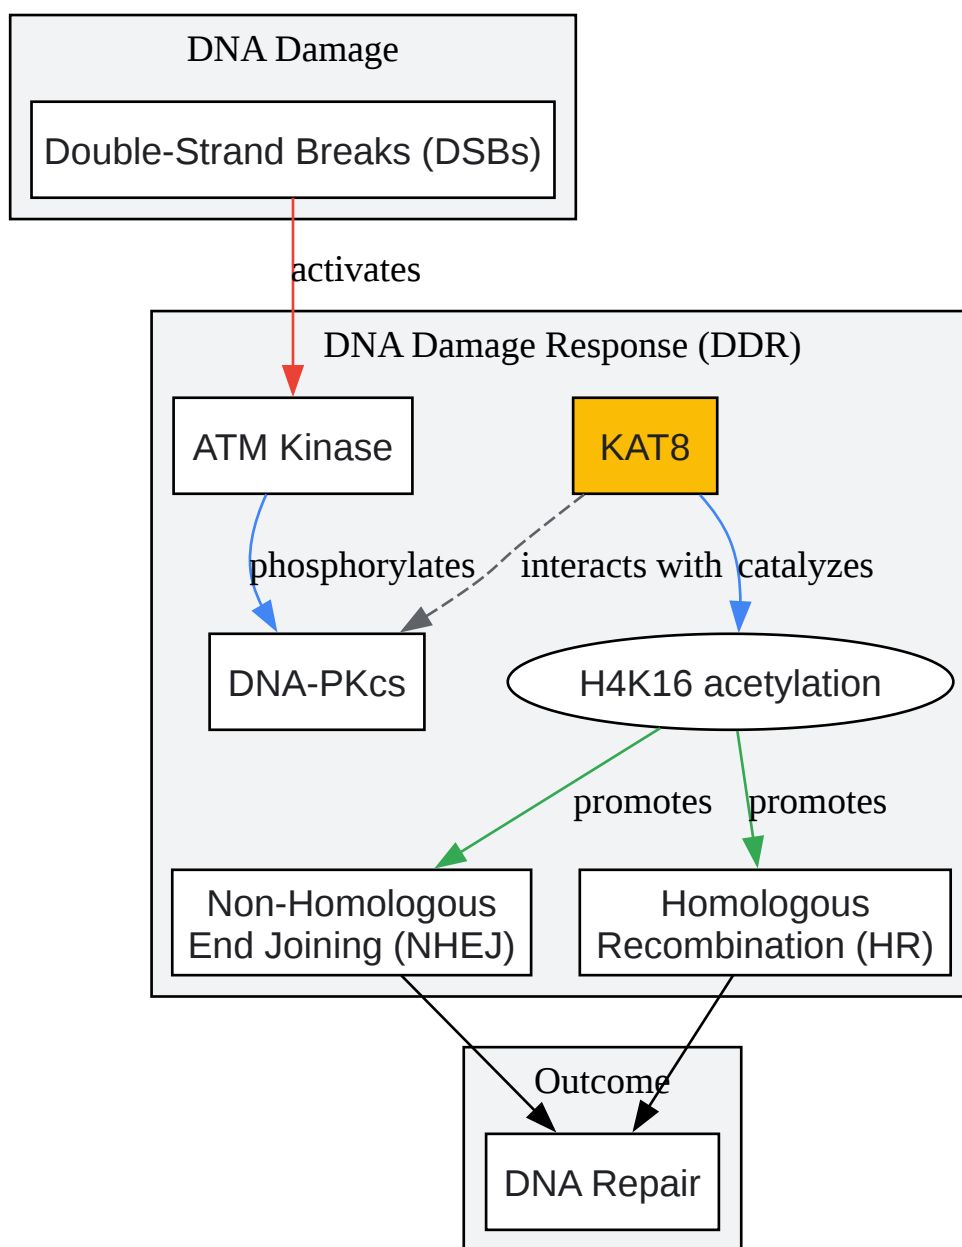 DNA Damage
Double-Strand Breaks (DSBs)
activates
DNA Damage Response (DDR)
ATM Kinase
KAT8
phosphorylates
interacts with
catalyzes
DNA-PKcs
H4K16 acetylation
promotes
promotes
Non-Homologous
End Joining (NHEJ)
Homologous
Recombination (HR)
Outcome
DNA Repair